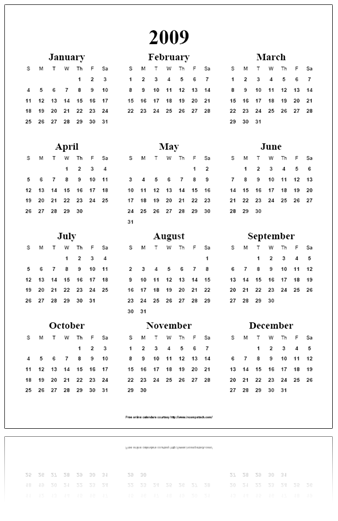 2009
January
S M T W Th F Sa
1 2 3
4 5 6 7 8 9 10
11 12 13 14 15 16 17
18 19 20 21 22 23 24
25 26 27 28 29 30 31
February
S M T W Th F Sa
1 2 3 4 5 6 7
8 9 10 11 12 13 14
15 16 17 18 19 20 21
22 23 24 25 26 27 28
March
S M T W Th F Sa
1 2 3 4 5 6 7
8 9 10 11 12 13 14
15 16 17 18 19 20 21
22 23 24 25 26 27 28
29 30 31
April
S M T W Th F Sa
1 2 3 4
5 6 7 8 9 10 11
12 13 14 15 16 17 18
19 20 21 22 23 24 25
26 27 28 29 30
May
S M T W Th F Sa
1 2
3 4 5 6 7 8 9
10 11 12 13 14 15 16
17 18 19 20 21 22 23
24 25 26 27 28 29 30
31
June
S M T W Th F Sa
1 2 3 4 5 6
7 8 9 10 11 12 13
14 15 16 17 18 19 20
21 22 23 24 25 26 27
28 29 30
July
S M T W Th F Sa
1 2 3 4
5 6 7 8 9 10 11
12 13 14 15 16 17 18
19 20 21 22 23 24 25
26 27 28 29 30 31
August
S M T W Th F Sa
1
2 3 4 5 6 7 8
9 10 11 12 13 14 15
16 17 18 19 20 21 22
23 24 25 26 27 28 29
30 31
September
S M T W Th F Sa
1 2 3 4 5
6 7 8 9 10 11 12
13 14 15 16 17 18 19
20 21 22 23 24 25 26
27 28 29 30
October
S M T W Th F Sa
1 2 3
4 5 6 7 8 9 10
11 12 13 14 15 16 17
18 19 20 21 22 23 24
25 26 27 28 29 30 31
November
S M T W Th F Sa
1 2 3 4 5 6 7
8 9 10 11 12 13 14
15 16 17 18 19 20 21
22 23 24 25 26 27 28
29 30
December
S M T W Th F Sa
1 2 3 4 5
6 7 8 9 10 11 12
13 14 15 16 17 18 19
20 21 22 23 24 25 26
27 28 29 30 31
Free online calendars courtesy